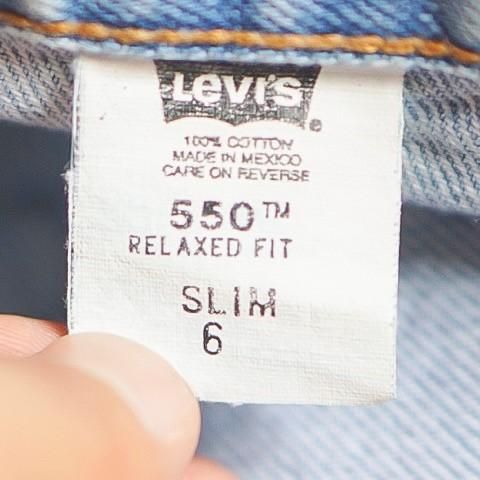 Levi's®
100% COTTON
MADE IN MEXICO
CARE ON REVERSE
550™
RELAXED FIT
SLIM
6